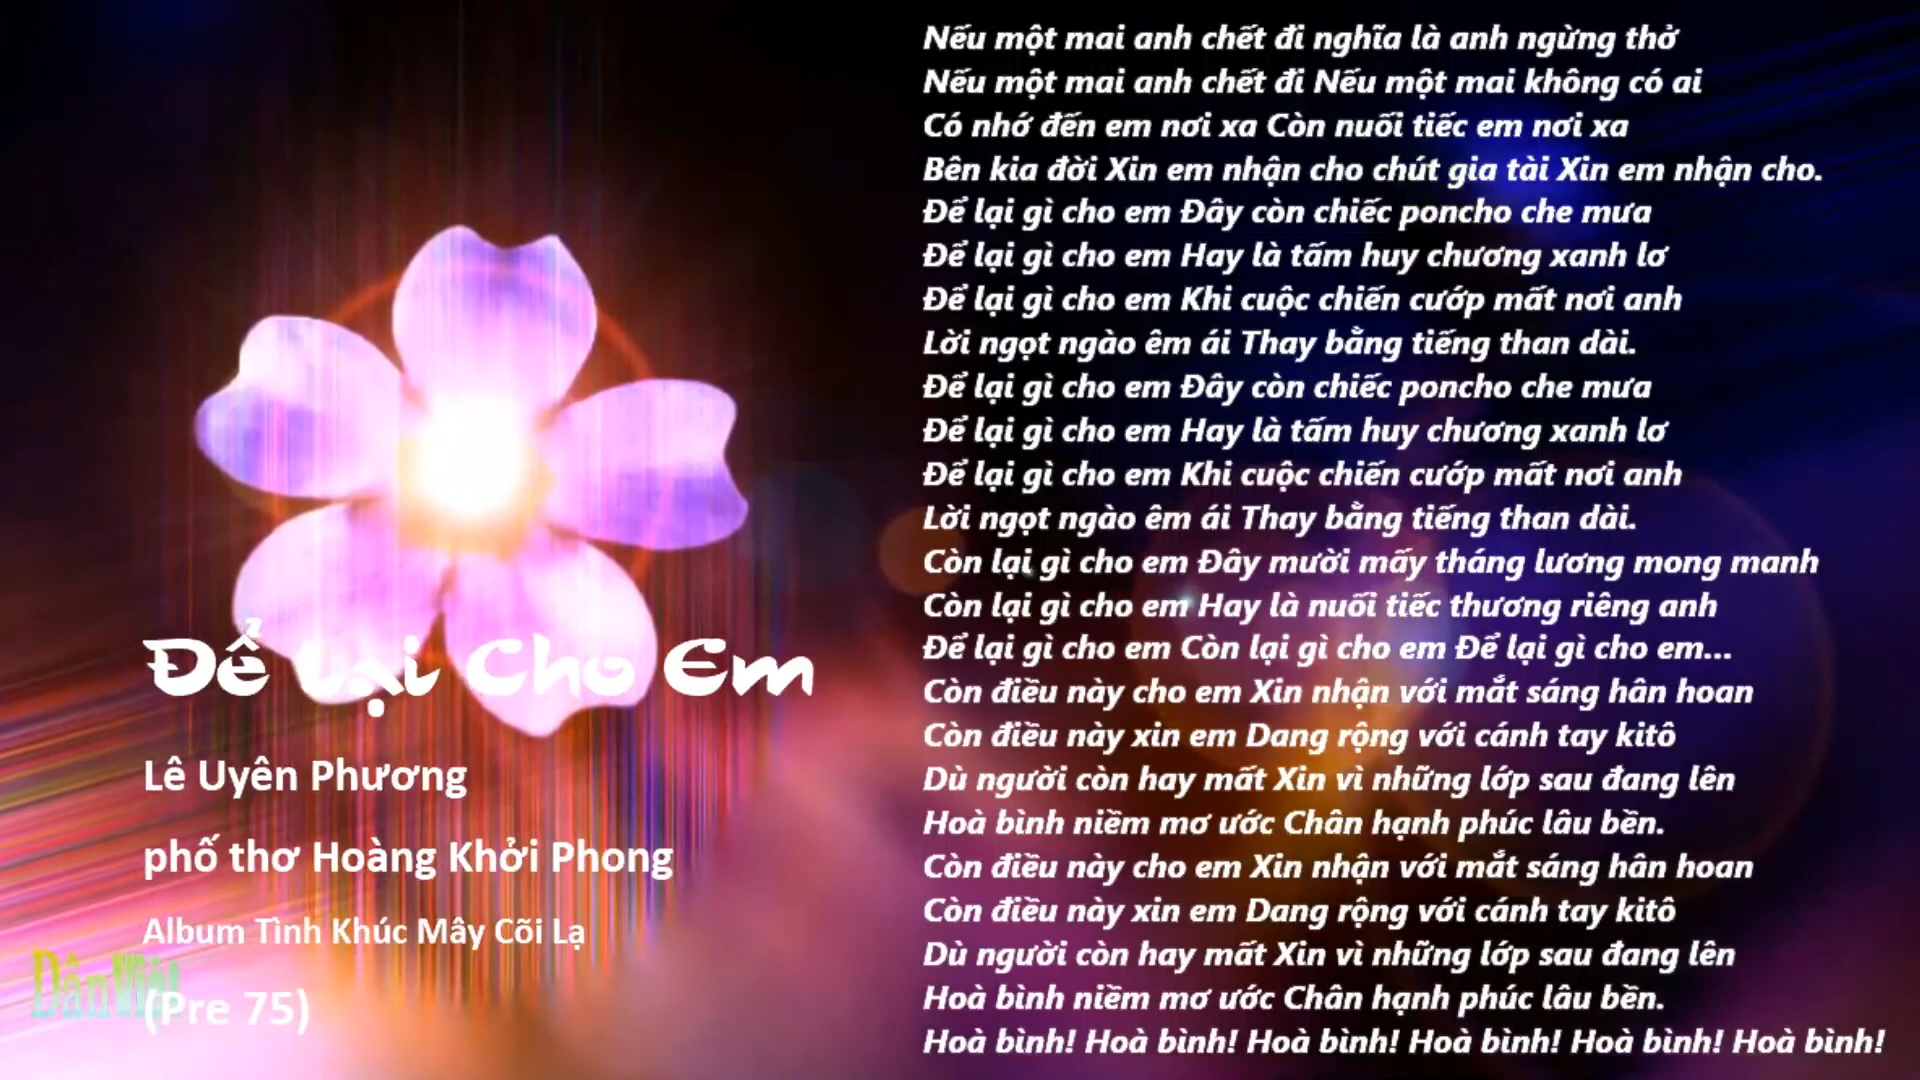 Để Lại Cho Em
Lê Uyên Phương
phố thơ Hoàng Khởi Phong
Album Tình Khúc Mây Cõi Lạ
(Pre 75)
Dân Việt
Nếu một mai anh chết đi nghĩa là anh ngừng thở
Nếu một mai anh chết đi Nếu một mai không có ai
Có nhớ đến em nơi xa Còn nuối tiếc em nơi xa
Bên kia đời Xin em nhận cho chút gia tài Xin em nhận cho.
Để lại gì cho em Đây còn chiếc poncho che mưa
Để lại gì cho em Hay là tấm huy chương xanh lơ
Để lại gì cho em Khi cuộc chiến cướp mất nơi anh
Lời ngọt ngào êm ái Thay bằng tiếng than dài.
Để lại gì cho em Đây còn chiếc poncho che mưa
Để lại gì cho em Hay là tấm huy chương xanh lơ
Để lại gì cho em Khi cuộc chiến cướp mất nơi anh
Lời ngọt ngào êm ái Thay bằng tiếng than dài.
Còn lại gì cho em Đây mười mấy tháng lương mong manh
Còn lại gì cho em Hay là nuối tiếc thương riêng anh
Để lại gì cho em Còn lại gì cho em Để lại gì cho em...
Còn điều này cho em Xin nhận với mắt sáng hân hoan
Còn điều này xin em Dang rộng với cánh tay kitô
Dù người còn hay mất Xin vì những lớp sau đang lên
Hoà bình niềm mơ ước Chân hạnh phúc lâu bền.
Còn điều này cho em Xin nhận với mắt sáng hân hoan
Còn điều này xin em Dang rộng với cánh tay kitô
Dù người còn hay mất Xin vì những lớp sau đang lên
Hoà bình niềm mơ ước Chân hạnh phúc lâu bền.
Hoà bình! Hoà bình! Hoà bình! Hoà bình! Hoà bình! Hoà bình!